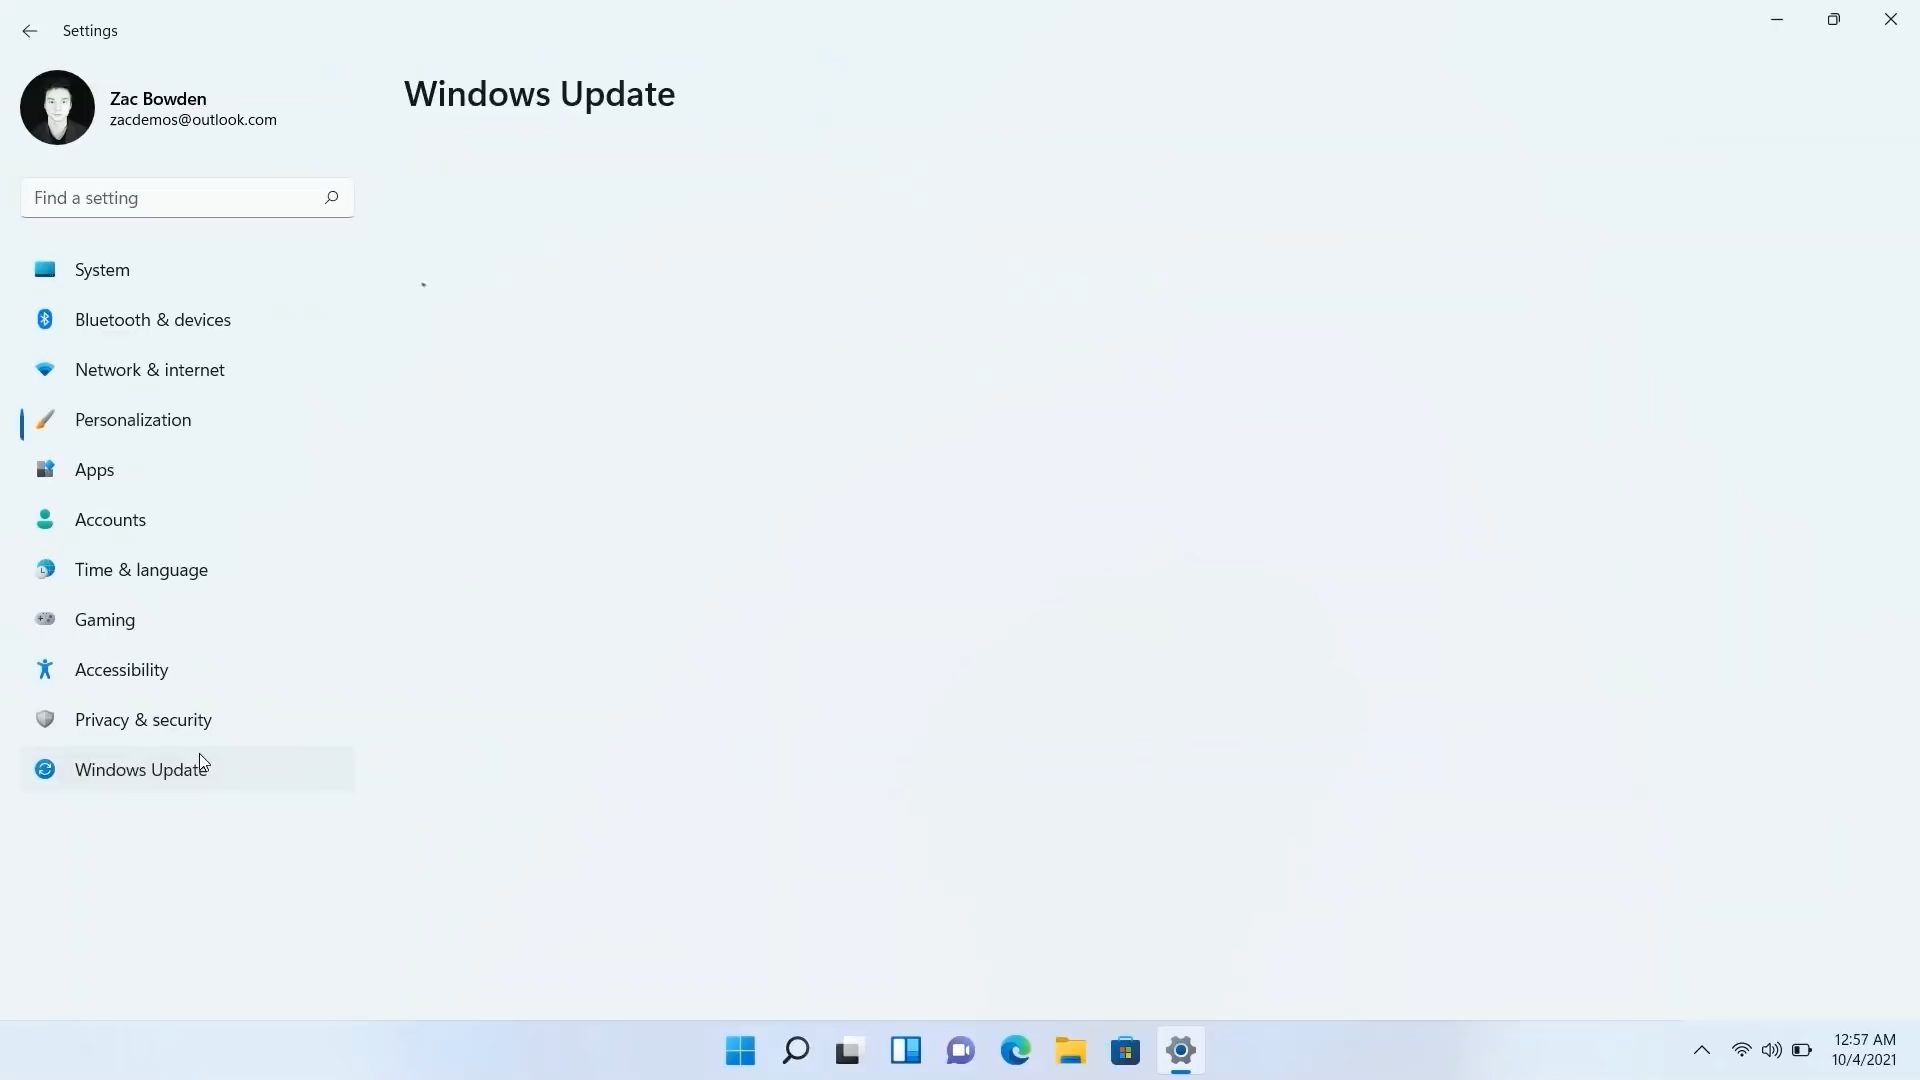 Settings
Zac Bowden
zacdemos@outlook.com
Windows Update
Find a setting
System
Bluetooth & devices
Network & internet
Personalization
Apps
Accounts
Time & language
Gaming
Accessibility
Privacy & security
Windows Update
12:57 AM
10/4/2021